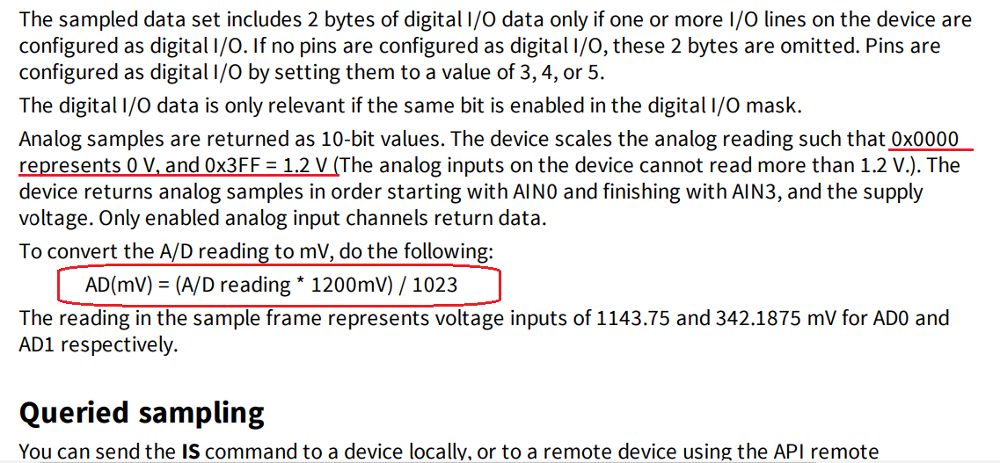 The sampled data set includes 2 bytes of digital I/O data only if one or more I/O lines on the device are
configured as digital I/O. If no pins are configured as digital I/O, these 2 bytes are omitted. Pins are
configured as digital I/O by setting them to a value of 3, 4, or 5.
The digital I/O data is only relevant if the same bit is enabled in the digital I/O mask.
Analog samples are returned as 10-bit values. The device scales the analog reading such that 0x0000
represents 0 V, and 0x3FF = 1.2 V (The analog inputs on the device cannot read more than 1.2 V.). The
device returns analog samples in order starting with AIN0 and finishing with AIN3, and the supply
voltage. Only enabled analog input channels return data.
To convert the A/D reading to mV, do the following:
AD(mV) = (A/D reading * 1200mV) / 1023
The reading in the sample frame represents voltage inputs of 1143.75 and 342.1875 mV for AD0 and
AD1 respectively.
Queried sampling
You can send the IS command to a device locally, or to a remote device using the API remote